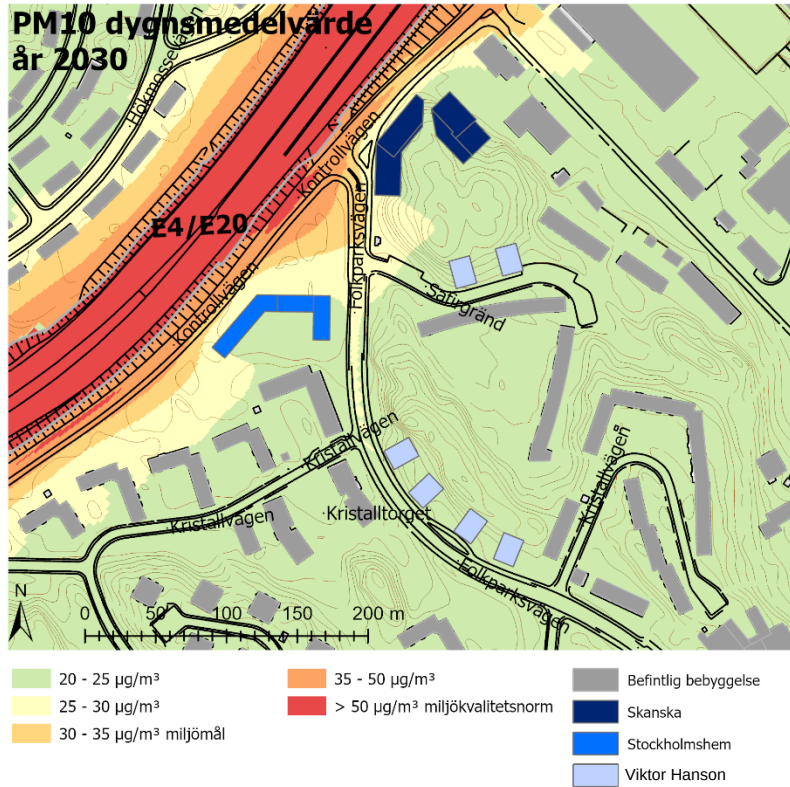 PM10 dygnsmedelvärde
år 2030
Hökmossevägen
Kontrollvägen
E4/E20
Folkparksvägen
Kontrollvägen
Safirgränd
Kristallvägen
Kristallvägen
Kristallvägen
Kristalltorget
Folkparksvägen
N
0 50 100 150 200 m
20 - 25 µg/m³
25 - 30 µg/m³
30 - 35 µg/m³ miljömål
35 - 50 µg/m³
> 50 µg/m³ miljökvalitetsnorm
Befintlig bebyggelse
Skanska
Stockholmshem
Viktor Hanson